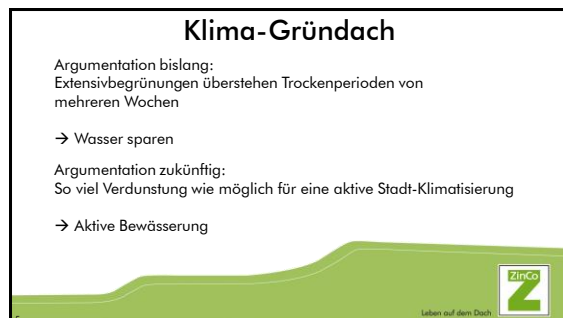 Klima-Gründach
Argumentation bislang:
Extensivbegrünungen überstehen Trockenperioden von
mehreren Wochen
→ Wasser sparen
Argumentation zukünftig:
So viel Verdunstung wie möglich für eine aktive Stadt-Klimatisierung
→ Aktive Bewässerung
ZinCo
Leben auf dem Dach